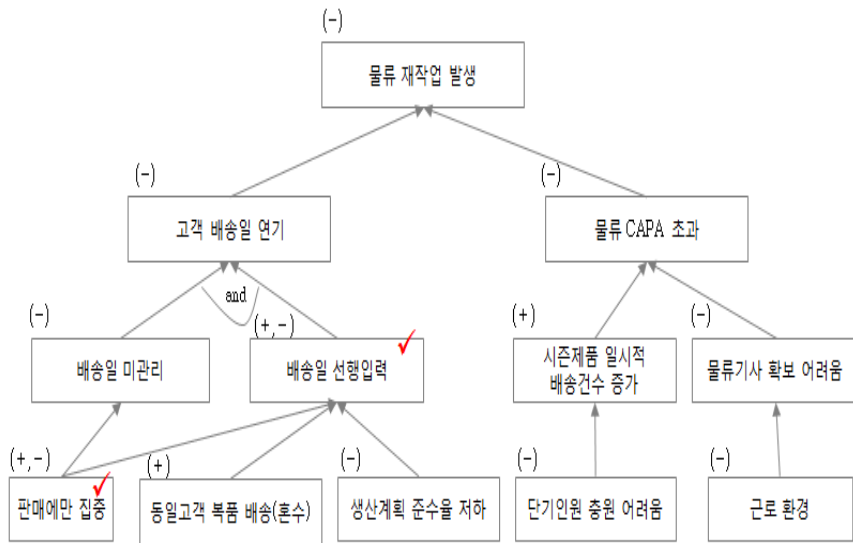 (-)
물류 재작업 발생
(-)
(-)
고객 배송일 연기
물류 CAPA 초과
and
(-)
(+,-)
(+)
(-)
배송일 미관리
배송일 선행입력
시즌제품 일시적
배송건수 증가
물류기사 확보 어려움
(+,-)
(+)
(-)
(-)
(-)
판매에만 집중
동일고객 복품 배송(혼수)
생산계획 준수율 저하
단기인원 충원 어려움
근로 환경